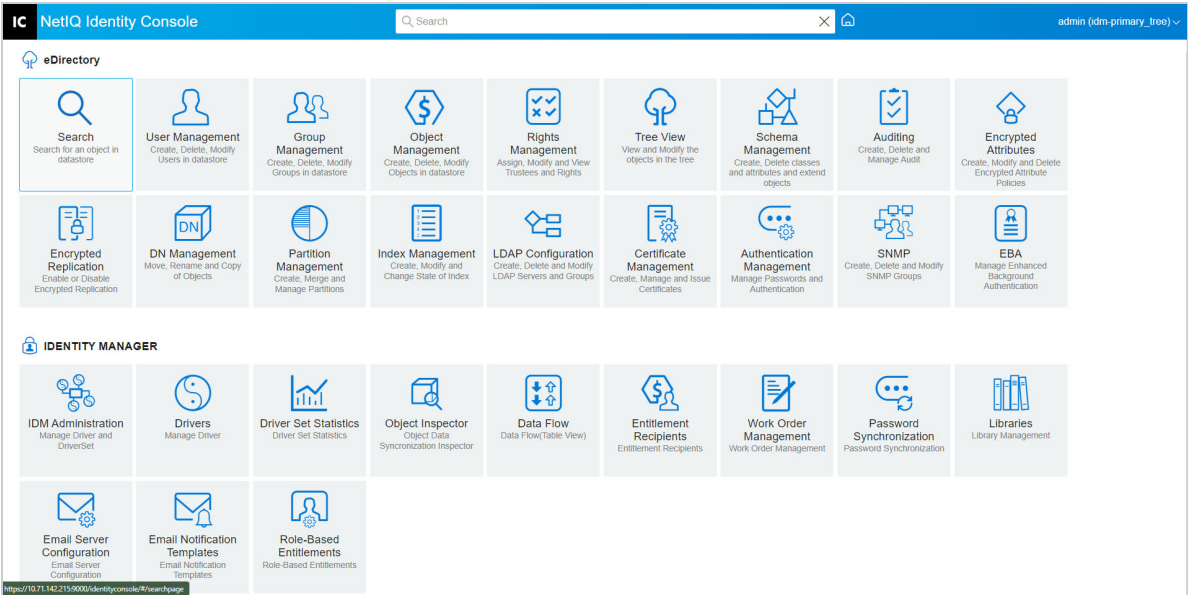 IC NetIQ Identity Console
Search
admin (idm-primary_tree)
eDirectory
Search
Search for an object in
datastore
User Management
Create, Delete, Modify
Users in datastore
Group
Management
Create, Delete, Modify
Groups in datastore
Object
Management
Create, Delete, Modify
Objects in datastore
Rights
Management
Assign, Modify and View
Trustees and Rights
Tree View
View and Modify the
objects in the tree
Schema
Management
Create, Delete classes
and attributes and extend
objects
Auditing
Create, Delete and
Manage Audit
Encrypted
Attributes
Create, Modify and Delete
Encrypted Attribute
Policies
Encrypted
Replication
Enable or Disable
Encrypted Replication
DN
DN Management
Move, Rename and Copy
of Objects
Partition
Management
Create, Merge and
Manage Partitions
Index Management
Create, Modify and
Change State of Index
LDAP Configuration
Create, Delete and Modify
LDAP Servers and Groups
Certificate
Management
Create, Manage and Issue
Certificates
Authentication
Management
Manage Passwords and
Authentication
SNMP
Create, Delete and Modify
SNMP Groups
EBA
Manage Enhanced
Background
Authentication
IDENTITY MANAGER
IDM Administration
Manage Driver and
DriverSet
Drivers
Manage Driver
Driver Set Statistics
Driver Set Statistics
Object Inspector
Object Data
Syncronization Inspector
Data Flow
Data Flow(Table View)
Entitlement
Recipients
Entitlement Recipients
Work Order
Management
Work Order Management
Password
Synchronization
Password Synchronization
Libraries
Library Management
Email Server
Configuration
Email Server
Configuration
Email Notification
Templates
Email Notification
Templates
Role-Based
Entitlements
Role-Based Entitlements
https://10.71.142.215:9000/identityconsole/#/searchpage